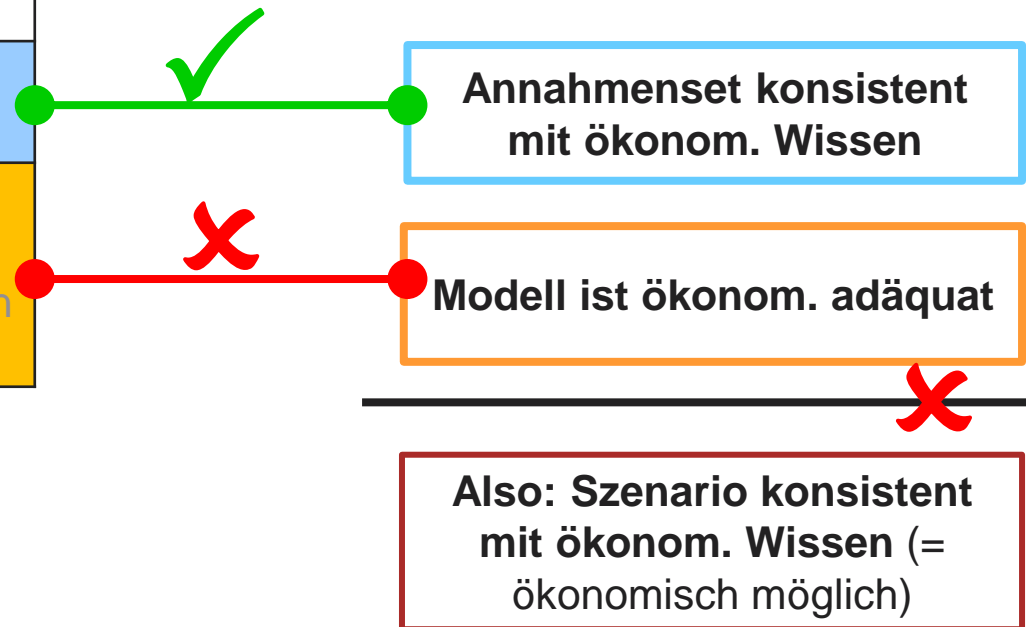 Annahmenset konsistent
mit ökonom. Wissen
n
Modell ist ökonom. adäquat
Also: Szenario konsistent
mit ökonom. Wissen (=
ökonomisch möglich)